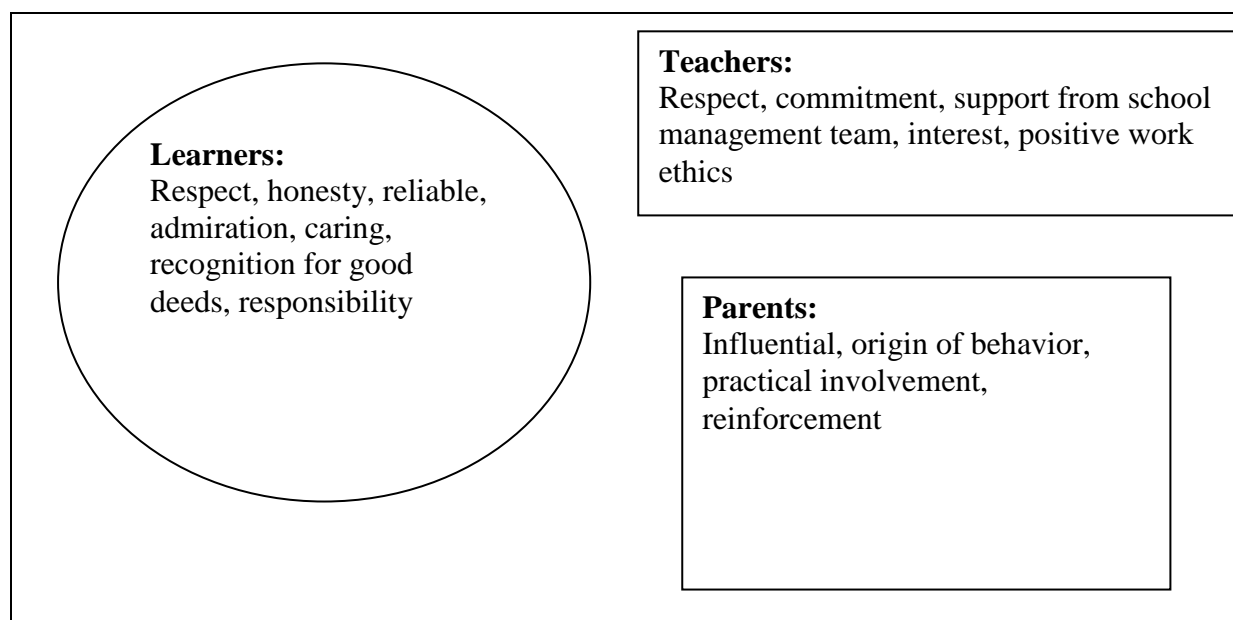 Learners:
Respect, honesty, reliable,
admiration, caring,
recognition for good
deeds, responsibility
Teachers:
Respect, commitment, support from school
management team, interest, positive work
ethics
Parents:
Influential, origin of behavior,
practical involvement,
reinforcement